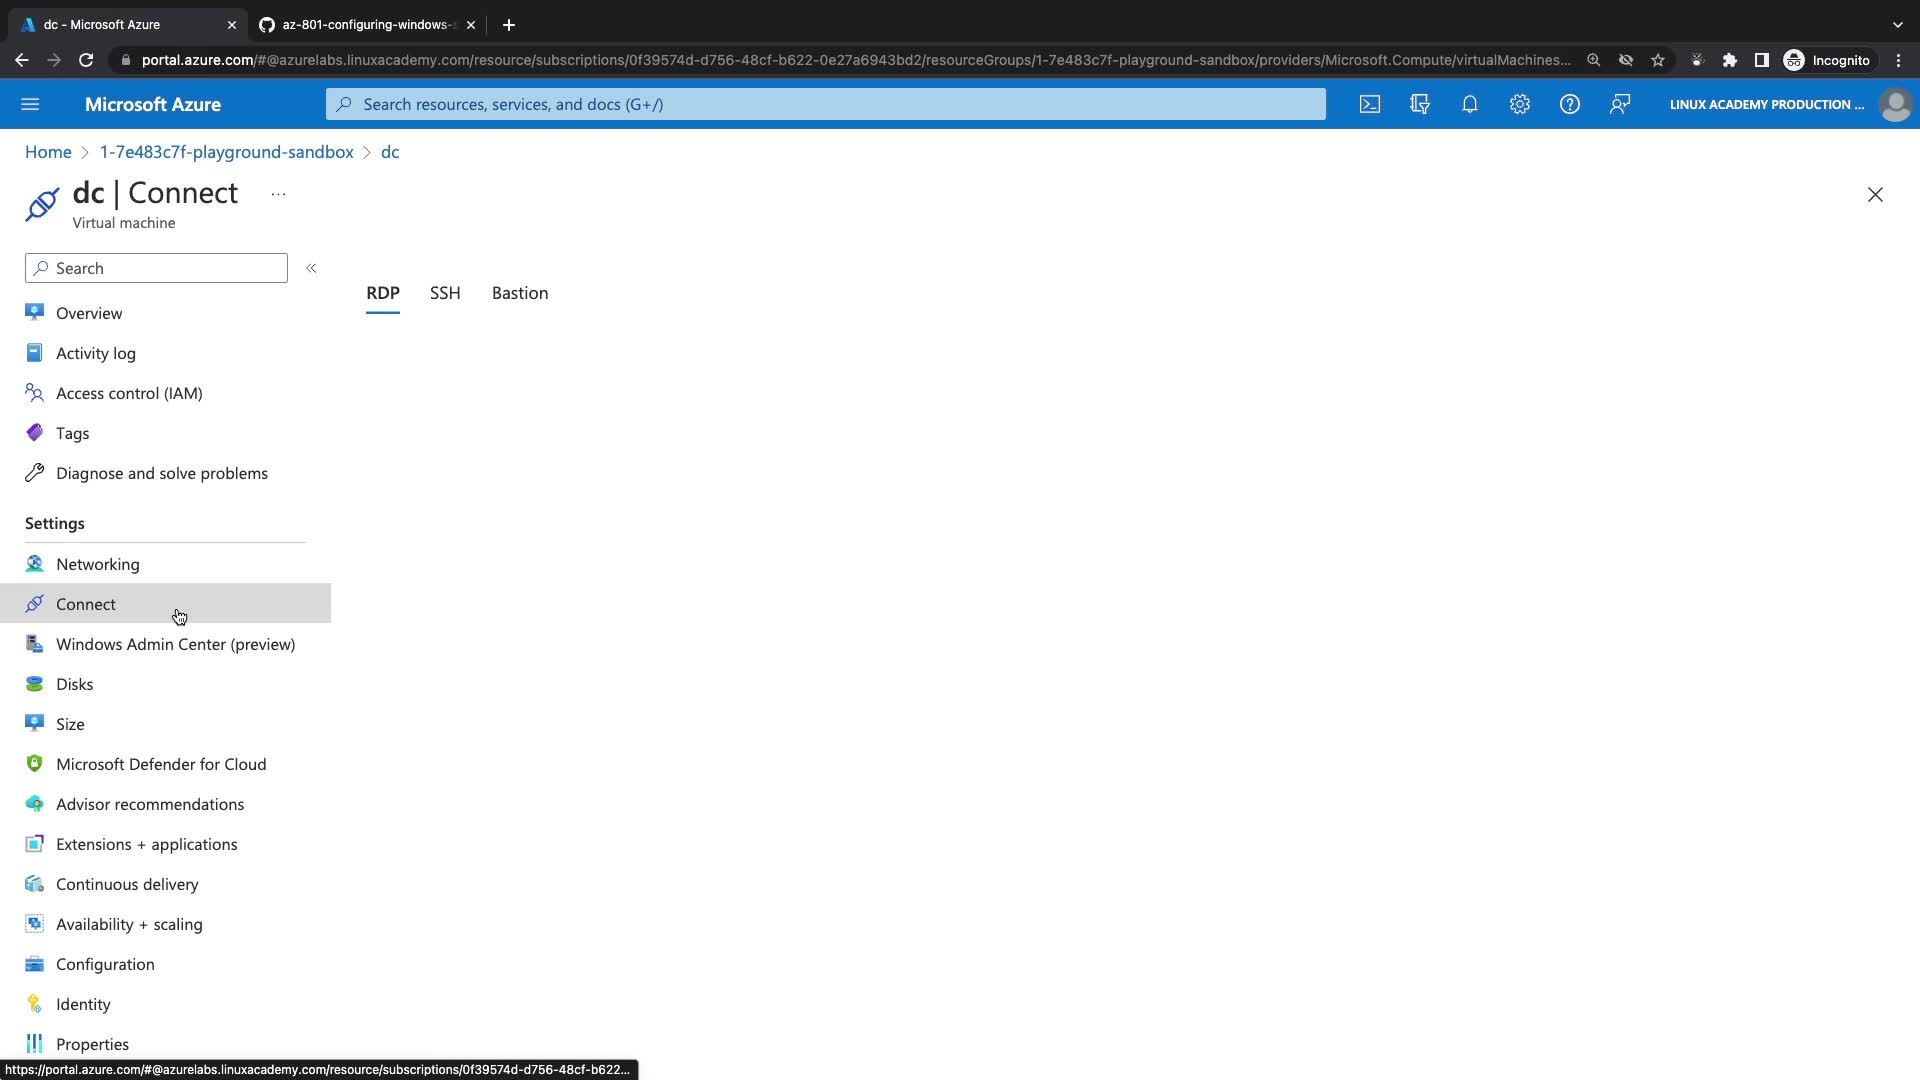 dc - Microsoft Azure
az-801-configuring-windows-s
portal.azure.com/#@azurelabs.linuxacademy.com/resource/subscriptions/0f39574d-d756-48cf-b622-0e27a6943bd2/resourceGroups/1-7e483c7f-playground-sandbox/providers/Microsoft.Compute/virtualMachines...
Incognito
Microsoft Azure
Search resources, services, and docs (G+/)
LINUX ACADEMY PRODUCTION ...
Home > 1-7e483c7f-playground-sandbox > dc
dc | Connect ...
Virtual machine
Search
«
RDP SSH Bastion
Overview
Activity log
Access control (IAM)
Tags
Diagnose and solve problems
Settings
Networking
Connect
Windows Admin Center (preview)
Disks
Size
Microsoft Defender for Cloud
Advisor recommendations
Extensions + applications
Continuous delivery
Availability + scaling
Configuration
Identity
Properties
https://portal.azure.com/#@azurelabs.linuxacademy.com/resource/subscriptions/0f39574d-d756-48cf-b622...